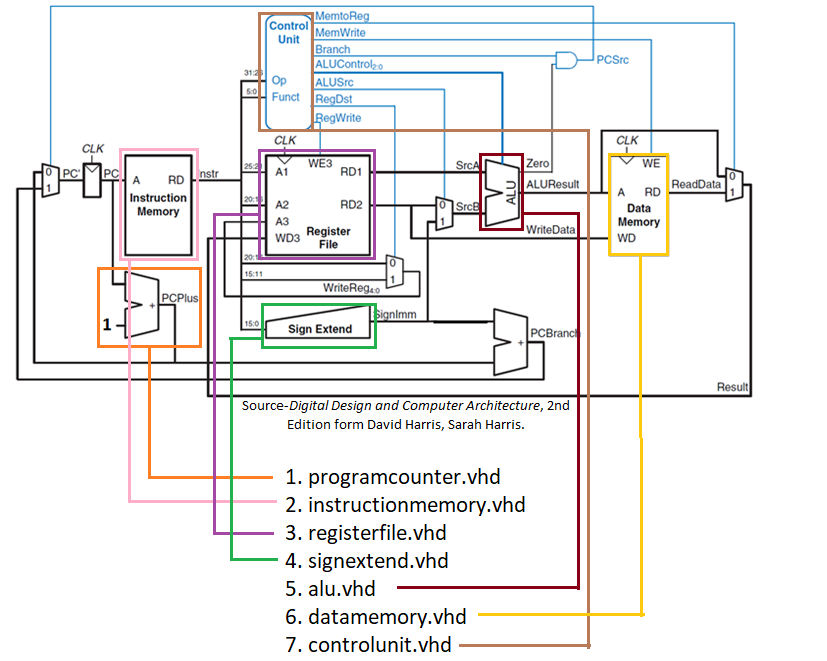 Control
Unit
MemtoReg
MemWrite
Branch
ALUControl2:0
PCSrc
31:26
Op
ALUSrc
5:0
Funct
RegDst
RegWrite
CLK
CLK
CLK
0
1
PC'
PC
A
RD
Instruction
Memory
Instr
25:21
A1
WE3
RD1
SrcA
Zero
WE
20:16
A2
RD2
0
1
SrcB
ALU
ALUResult
A
RD
ReadData
0
1
A3
WD3
Register
File
Data
Memory
WriteData
WD
20:16
0
15:11
1
WriteReg4:0
PCPlus
+
1
15:0
Sign Extend
SignImm
+
PCBranch
Result
Source-Digital Design and Computer Architecture, 2nd
Edition form David Harris, Sarah Harris.
1. programcounter.vhd
2. instructionmemory.vhd
3. registerfile.vhd
4. signextend.vhd
5. alu.vhd
6. datamemory.vhd
7. controlunit.vhd